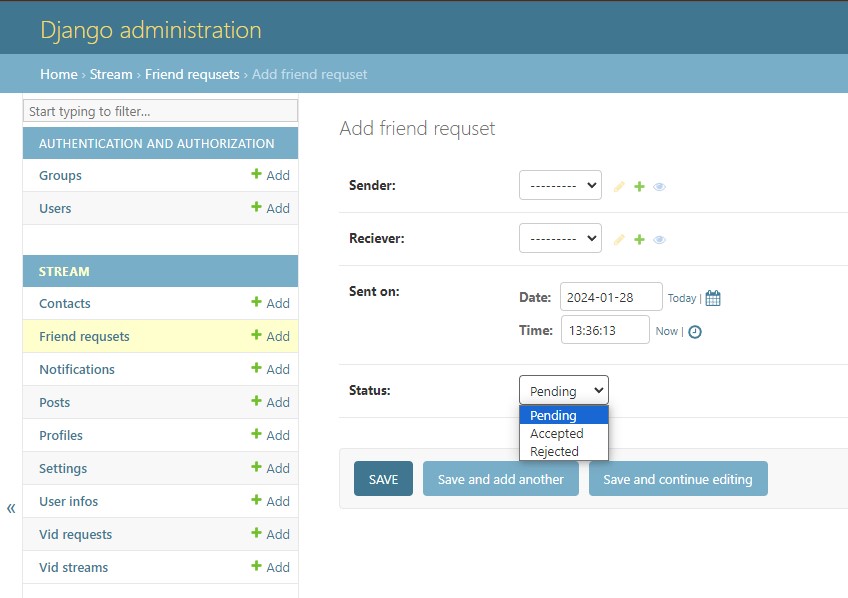 Django administration
Home › Stream › Friend requsets › Add friend requset
Start typing to filter...
AUTHENTICATION AND AUTHORIZATION
Groups + Add
Users + Add
STREAM
Contacts + Add
Friend requsets + Add
Notifications + Add
Posts + Add
Profiles + Add
Settings + Add
User infos + Add
Vid requests + Add
Vid streams + Add
«
Add friend requset
Sender: ---------
Reciever: ---------
Sent on: Date: 2024-01-28 Today |
Time: 13:36:13 Now |
Status: Pending
Pending
Accepted
Rejected
SAVE Save and add another Save and continue editing